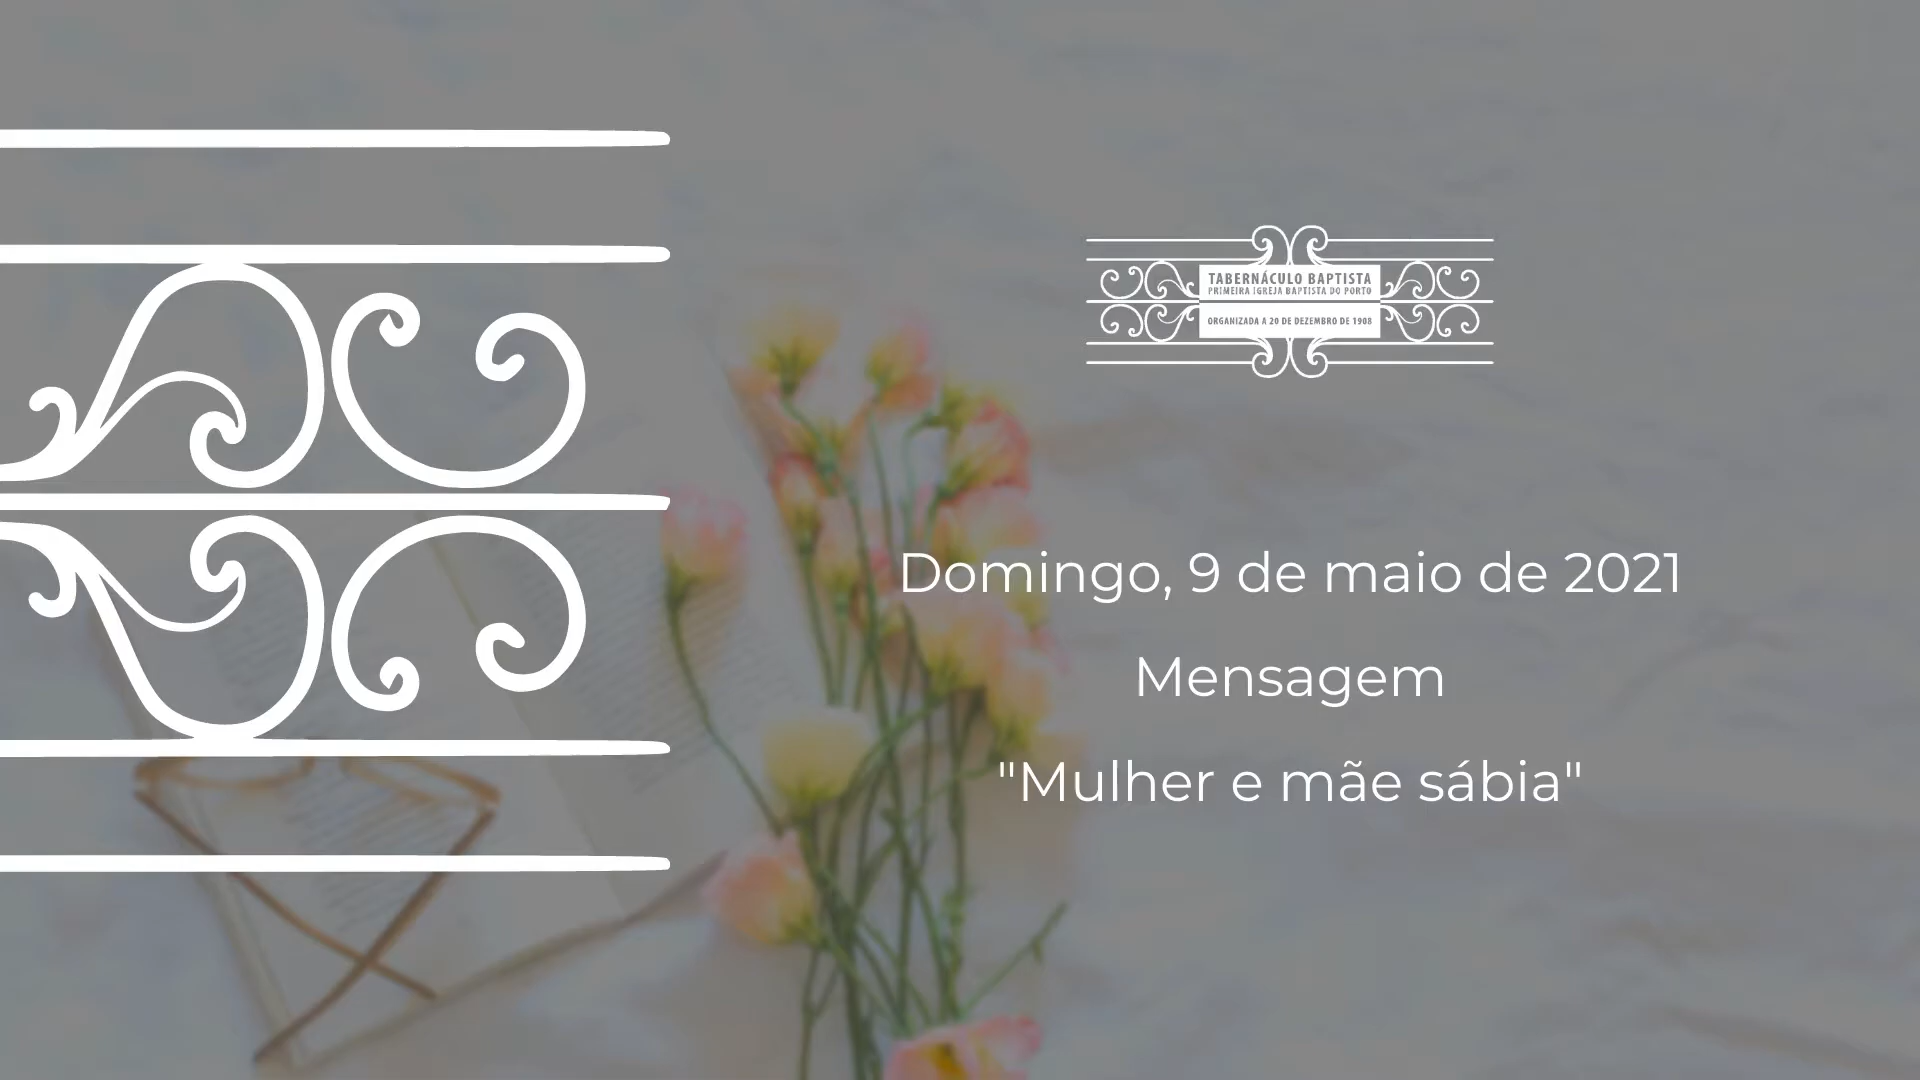 TABERNÁCULO BAPTISTA
PRIMEIRA IGREJA BAPTISTA DO PORTO
ORGANIZADA A 20 DE DEZEMBRO DE 1908
Domingo, 9 de maio de 2021
Mensagem
"Mulher e mãe sábia"